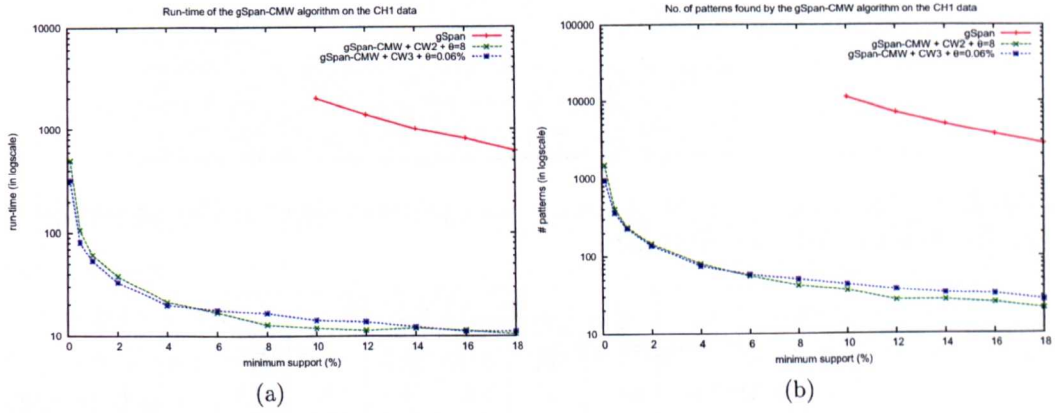 Run-time of the gSpan-CMW algorithm on the CH1 data
10000
1000
100
10
run-time (in logscale)
gSpan
gSpan-CMW + CW2 + θ=8
gSpan-CMW + CW3 + θ=0.06%
0 2 4 6 8 10 12 14 16 18
minimum support (%)
(a)
No. of patterns found by the gSpan-CMW algorithm on the CH1 data
100000
10000
1000
100
10
# patterns (in logscale)
gSpan
gSpan-CMW + CW2 + θ=8
gSpan-CMW + CW3 + θ=0.06%
0 2 4 6 8 10 12 14 16 18
minimum support (%)
(b)